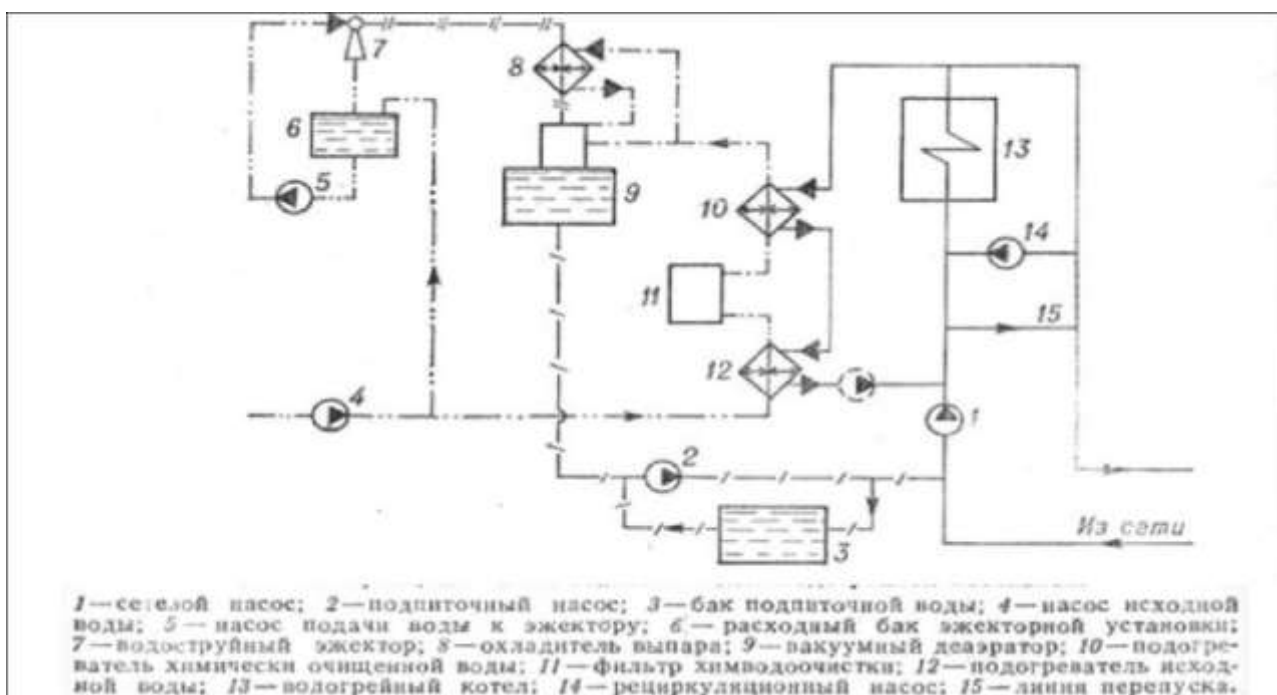 7
8
6
13
5
9
10
14
11
15
12
4
1
2
Из сети
3
1—сетевой насос; 2—подпиточный насос; 3—бак подпиточной воды; 4—насос исходной
воды; 5—насос подачи воды к эжектору; 6—расходный бак эжекторной установки;
7—водоструйный эжектор; 8—охладитель выпара; 9—вакуумный деаэратор; 10—подогре-
ватель химически очищенной воды; 11—фильтр химводоочистки; 12—подогреватель исход-
ной воды; 13—водогрейный котел; 14—рециркуляционный насос; 15—линия перепуска.